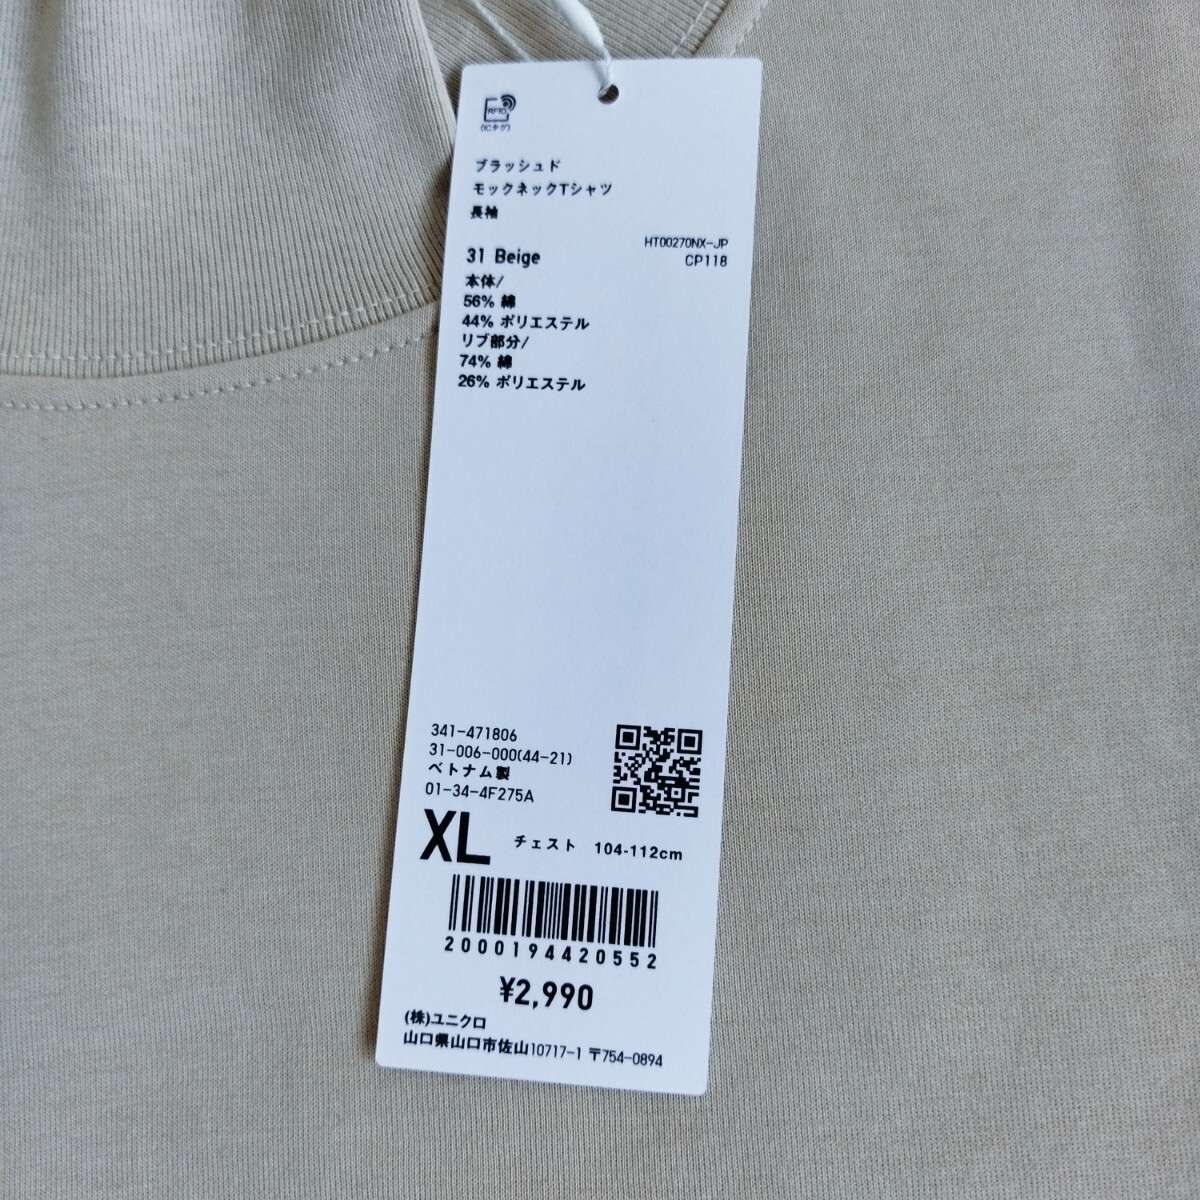 RFID
(ICタグ)
ブラッシュド
モックネックTシャツ
長袖
HT00270NX-JP
31 Beige
CP118
本体/
56% 綿
44% ポリエステル
リブ部分/
74% 綿
26% ポリエステル
341-471806
31-006-000(44-21)
ベトナム製
01-34-4F275A
XL チェスト 104-112cm
2000194420552
¥2,990
(株)ユニクロ
山口県山口市佐山10717-1 〒754-0894